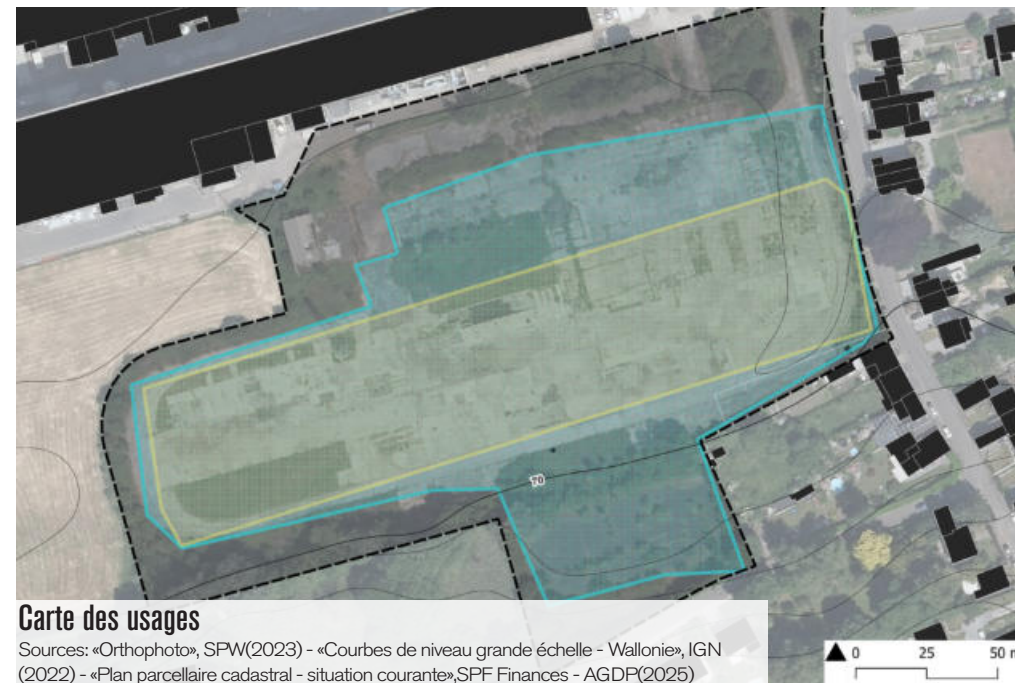 70
Carte des usages
Sources: «Orthophoto», SPW(2023) - «Courbes de niveau grande échelle - Wallonie», IGN
(2022) - «Plan parcellaire cadastral - situation courante»,SPF Finances - AGDP(2025)
0 25 50 m